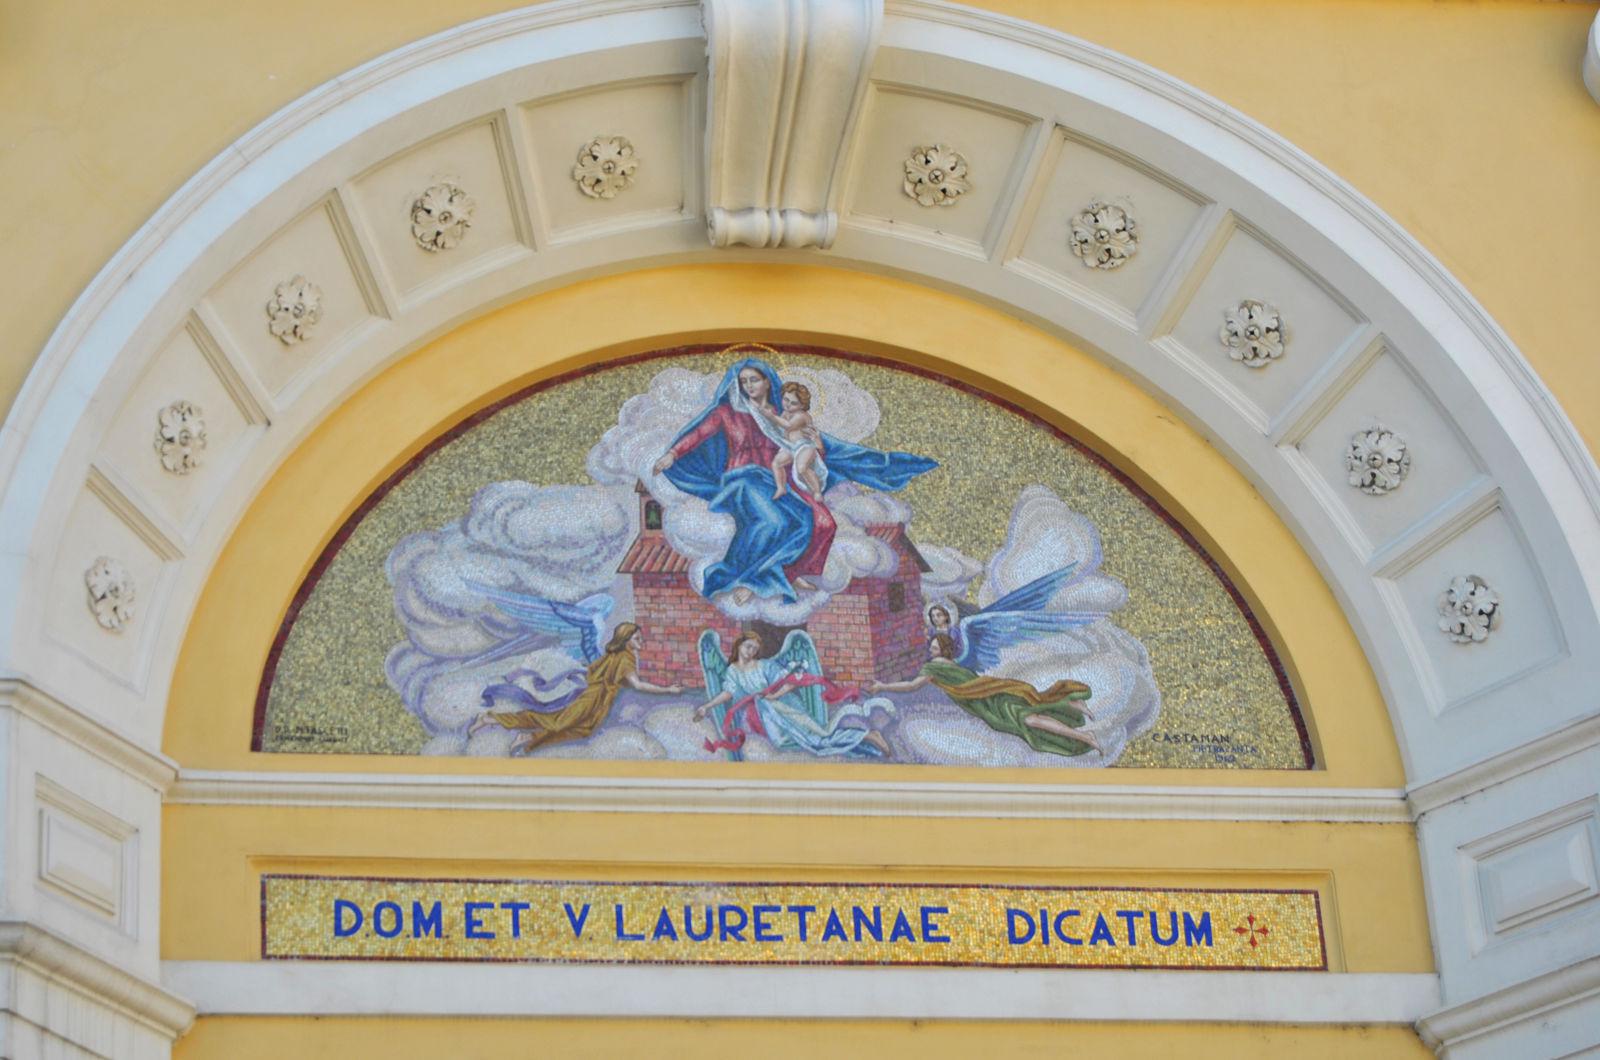 CASTAMAN
PIETRASANTA
D.O.M. ET V. LAURETANAE DICATUM